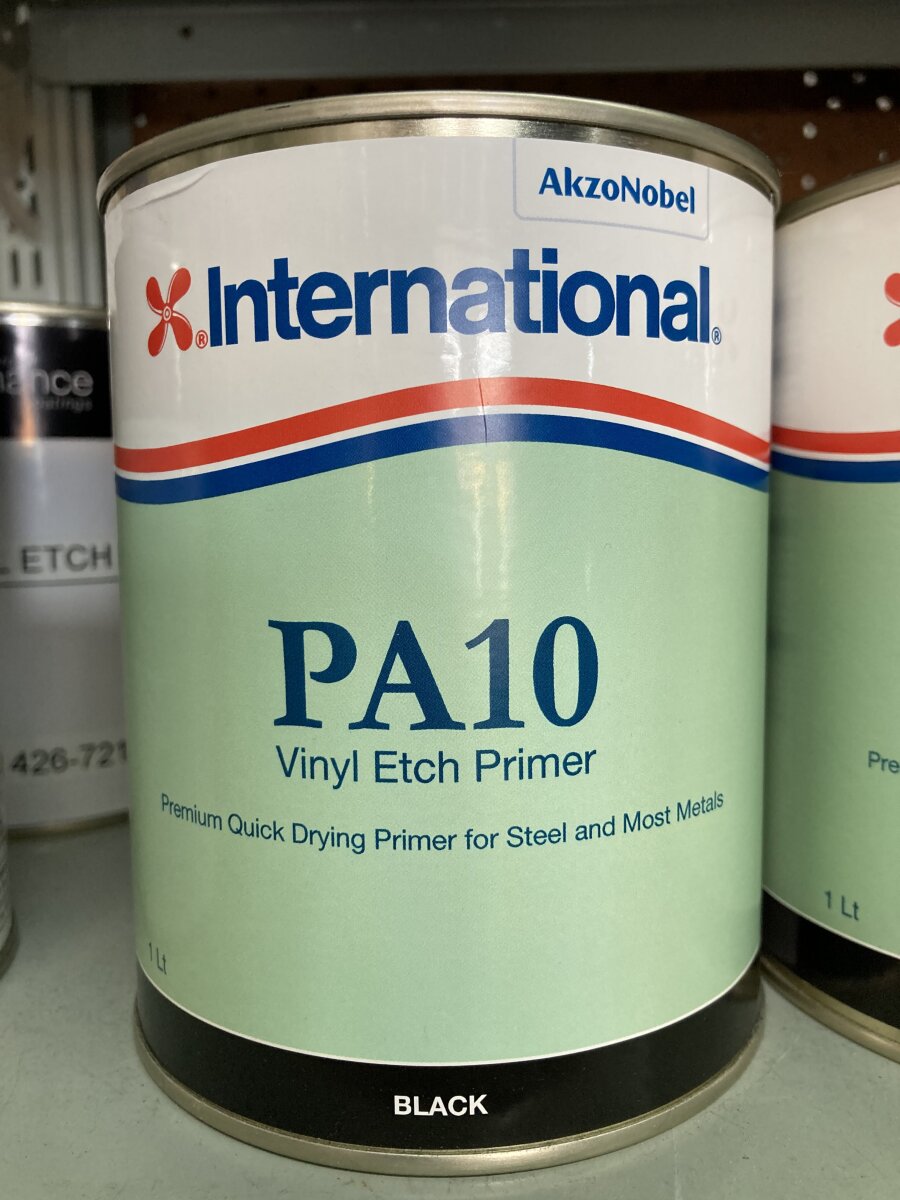 AkzoNobel
International®
PA10
Vinyl Etch Primer
Premium Quick Drying Primer for Steel and Most Metals
1 Lt
BLACK
ETCH
426-721
1 Lt